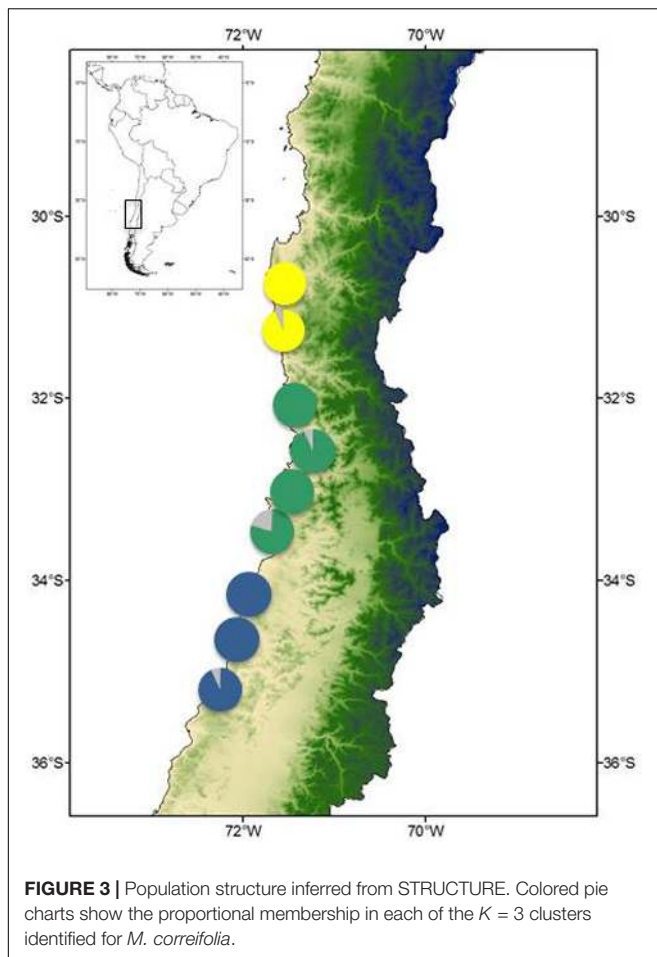 72°W 70°W
30°S 30°S
32°S 32°S
34°S 34°S
36°S 36°S
72°W 70°W
FIGURE 3 | Population structure inferred from STRUCTURE. Colored pie
charts show the proportional membership in each of the K = 3 clusters
identified for M. correifolia.